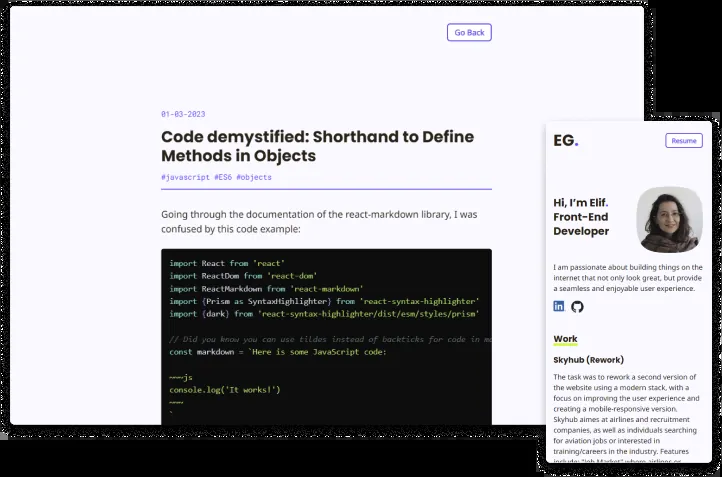 Go Back
01-03-2023
Code demystified: Shorthand to Define
Methods in Objects
#javascript #ES6 #objects
Going through the documentation of the react-markdown library, I was
confused by this code example:
import React from 'react'
import ReactDom from 'react-dom'
import ReactMarkdown from 'react-markdown'
import {Prism as SyntaxHighlighter} from 'react-syntax-highlighter'
import {dark} from 'react-syntax-highlighter/dist/esm/styles/prism'
// Did you know you can use tildes instead of backticks for code in
const markdown = `Here is some JavaScript code:
~~~js
console.log('It works!')
~~~
`
EG.
Resume
Hi, I’m Elif.
Front-End
Developer
I am passionate about building things on the
internet that not only look great, but provide
a seamless and enjoyable user experience.
Work
Skyhub (Rework)
The task was to rework a second version of
the website using a modern stack, with a
focus on improving the user experience and
creating a mobile-responsive version.
Skyhub aimes at airlines and recruitment
companies, as well as individuals searching
for aviation jobs or interested in
training/careers in the industry. Features
include: "Job Market" where airlines or